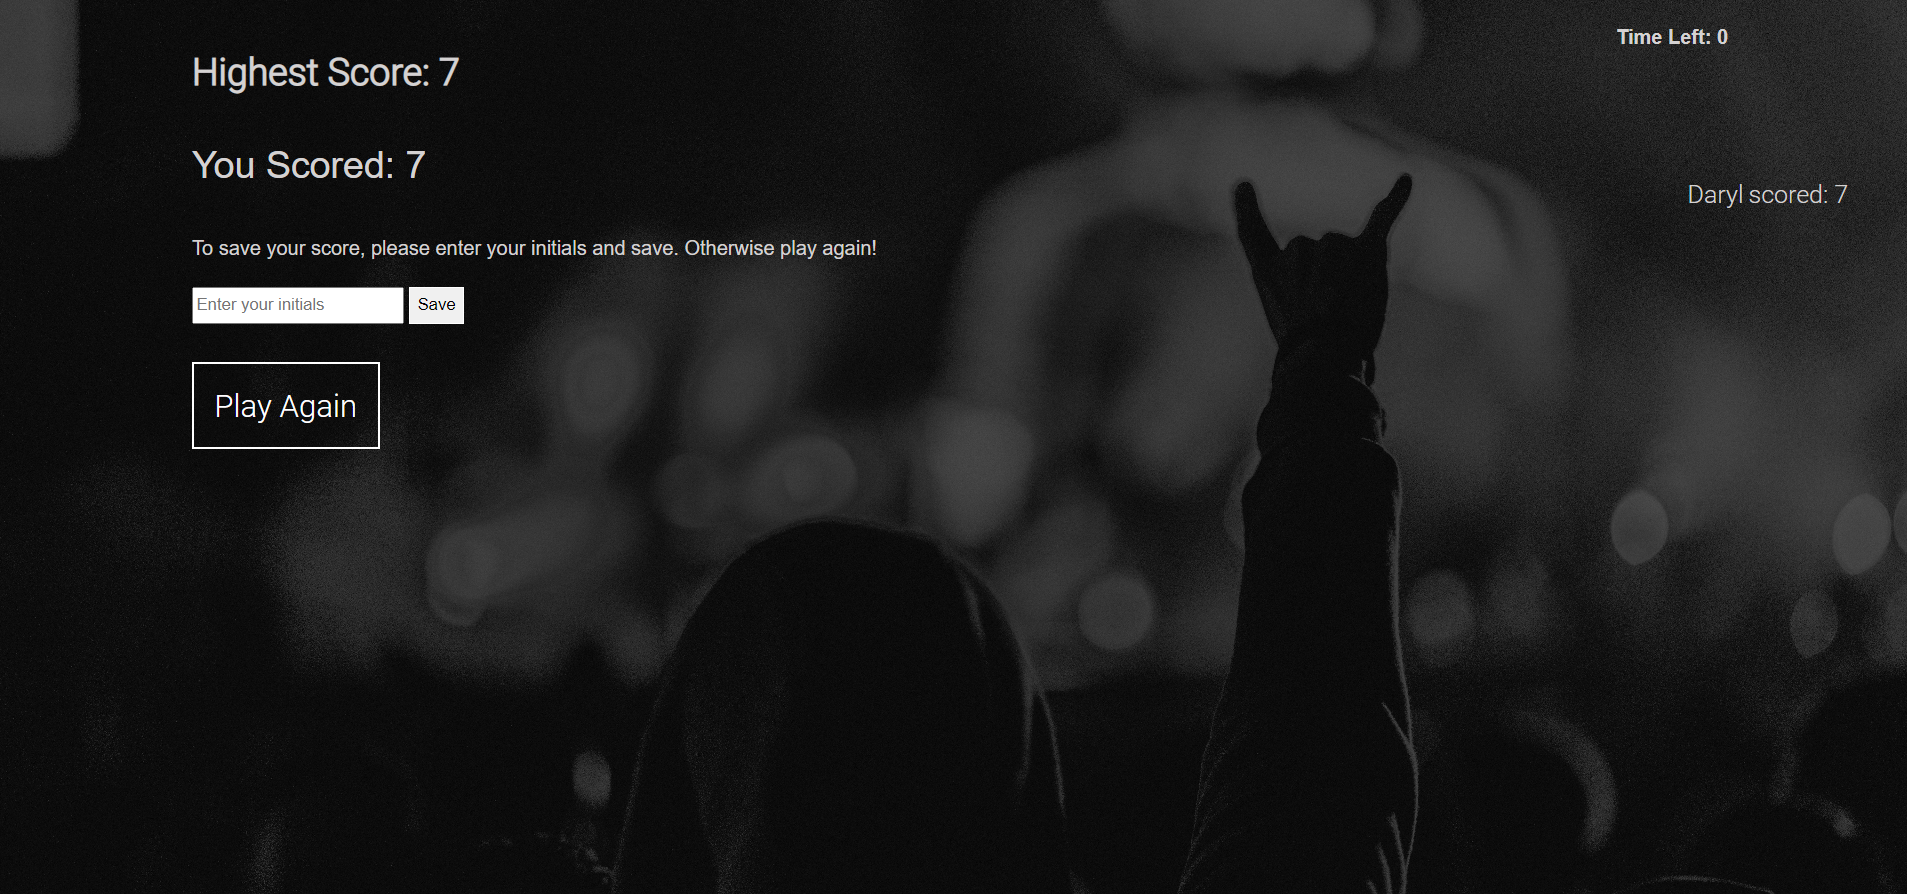 Time Left: 0
Highest Score: 7
You Scored: 7
Daryl scored: 7
To save your score, please enter your initials and save. Otherwise play again!
Enter your initials Save
Play Again